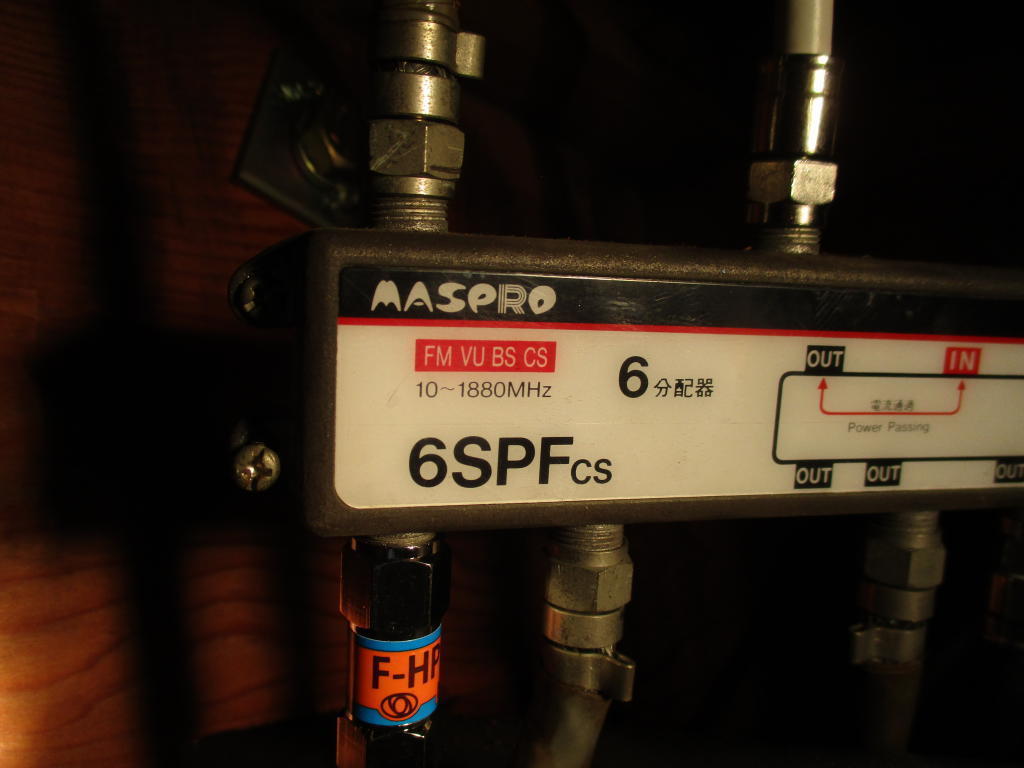 MASPRO
FM VU BS CS
10~1880MHz
6分配器
6SPFCS
OUT
IN
電流通過
Power Passing
OUT
OUT
OUT
F-HP